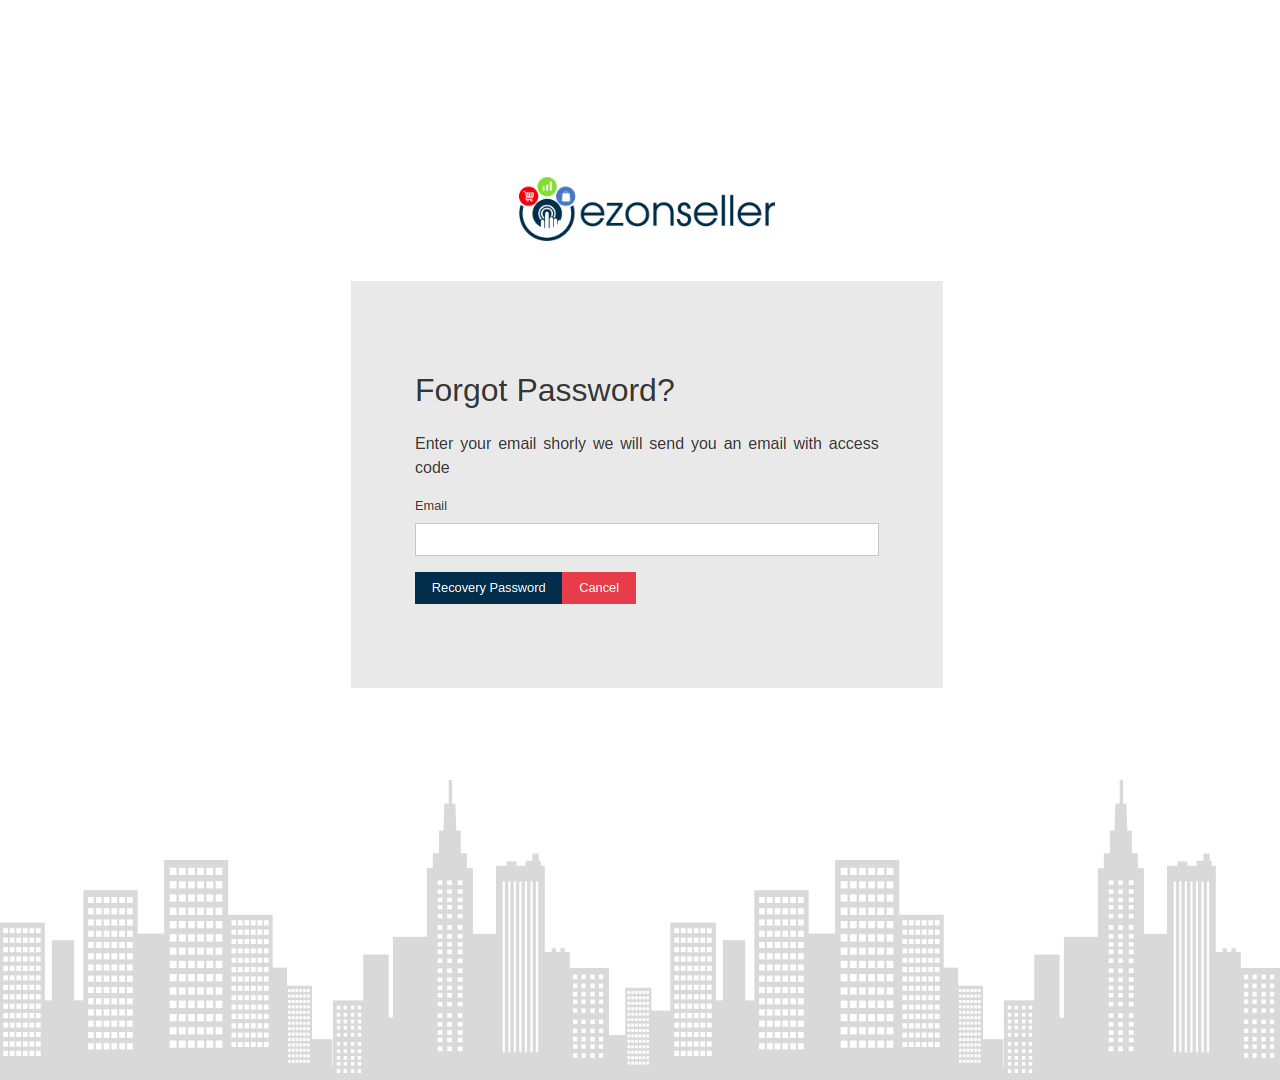 ezonseller
Forgot Password?
Enter your email shorly we will send you an email with access
code
Email
Recovery Password Cancel